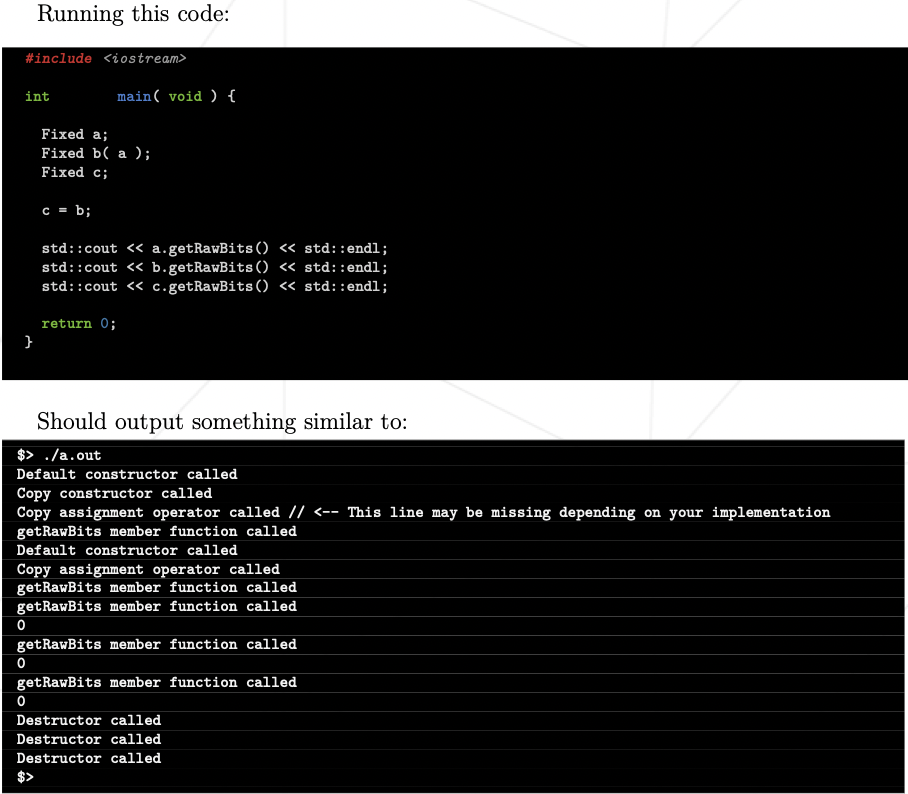 Running this code:
#include <iostream>
int main( void ) {
Fixed a;
Fixed b( a );
Fixed c;
c = b;
std::cout << a.getRawBits() << std::endl;
std::cout << b.getRawBits() << std::endl;
std::cout << c.getRawBits() << std::endl;
return 0;
}
Should output something similar to:
$> ./a.out
Default constructor called
Copy constructor called
Copy assignment operator called // <-- This line may be missing depending on your implementation
getRawBits member function called
Default constructor called
Copy assignment operator called
getRawBits member function called
getRawBits member function called
0
getRawBits member function called
0
getRawBits member function called
0
Destructor called
Destructor called
Destructor called
$>